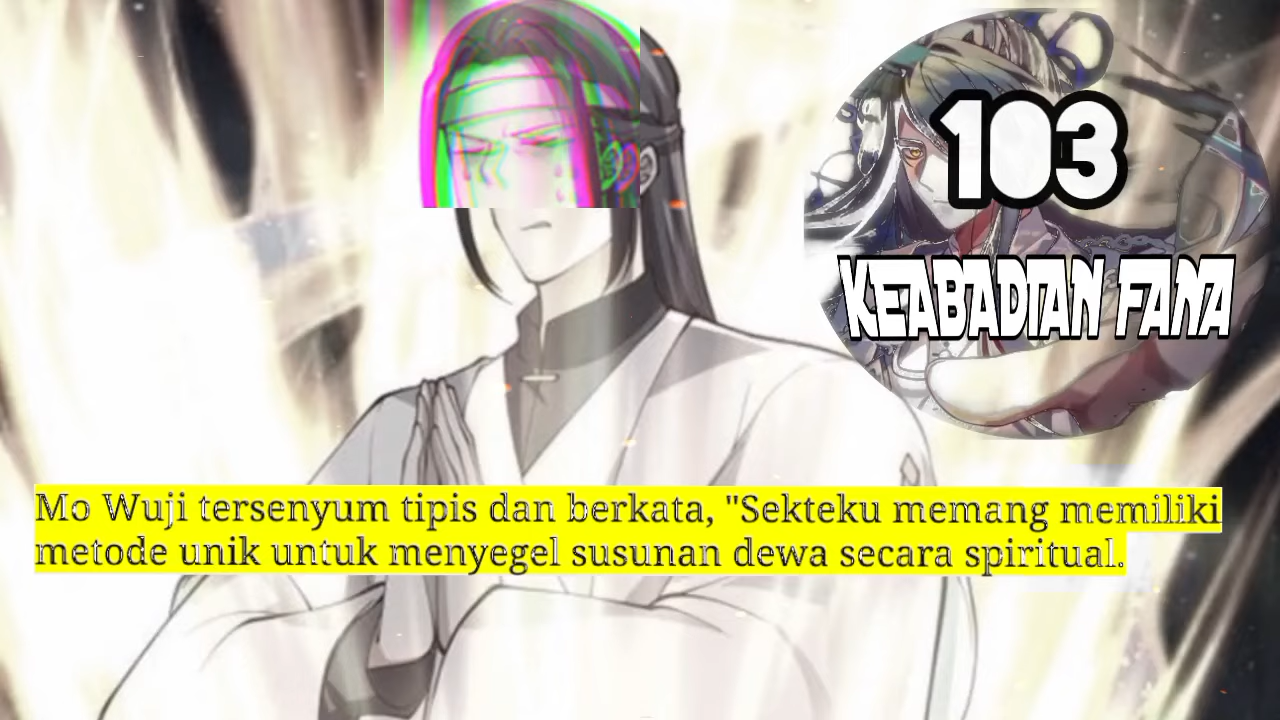 103
KEABADIAN FANA
Mo Wuji tersenyum tipis dan berkata, "Sekteku memang memiliki
metode unik untuk menyegel susunan dewa secara spiritual.